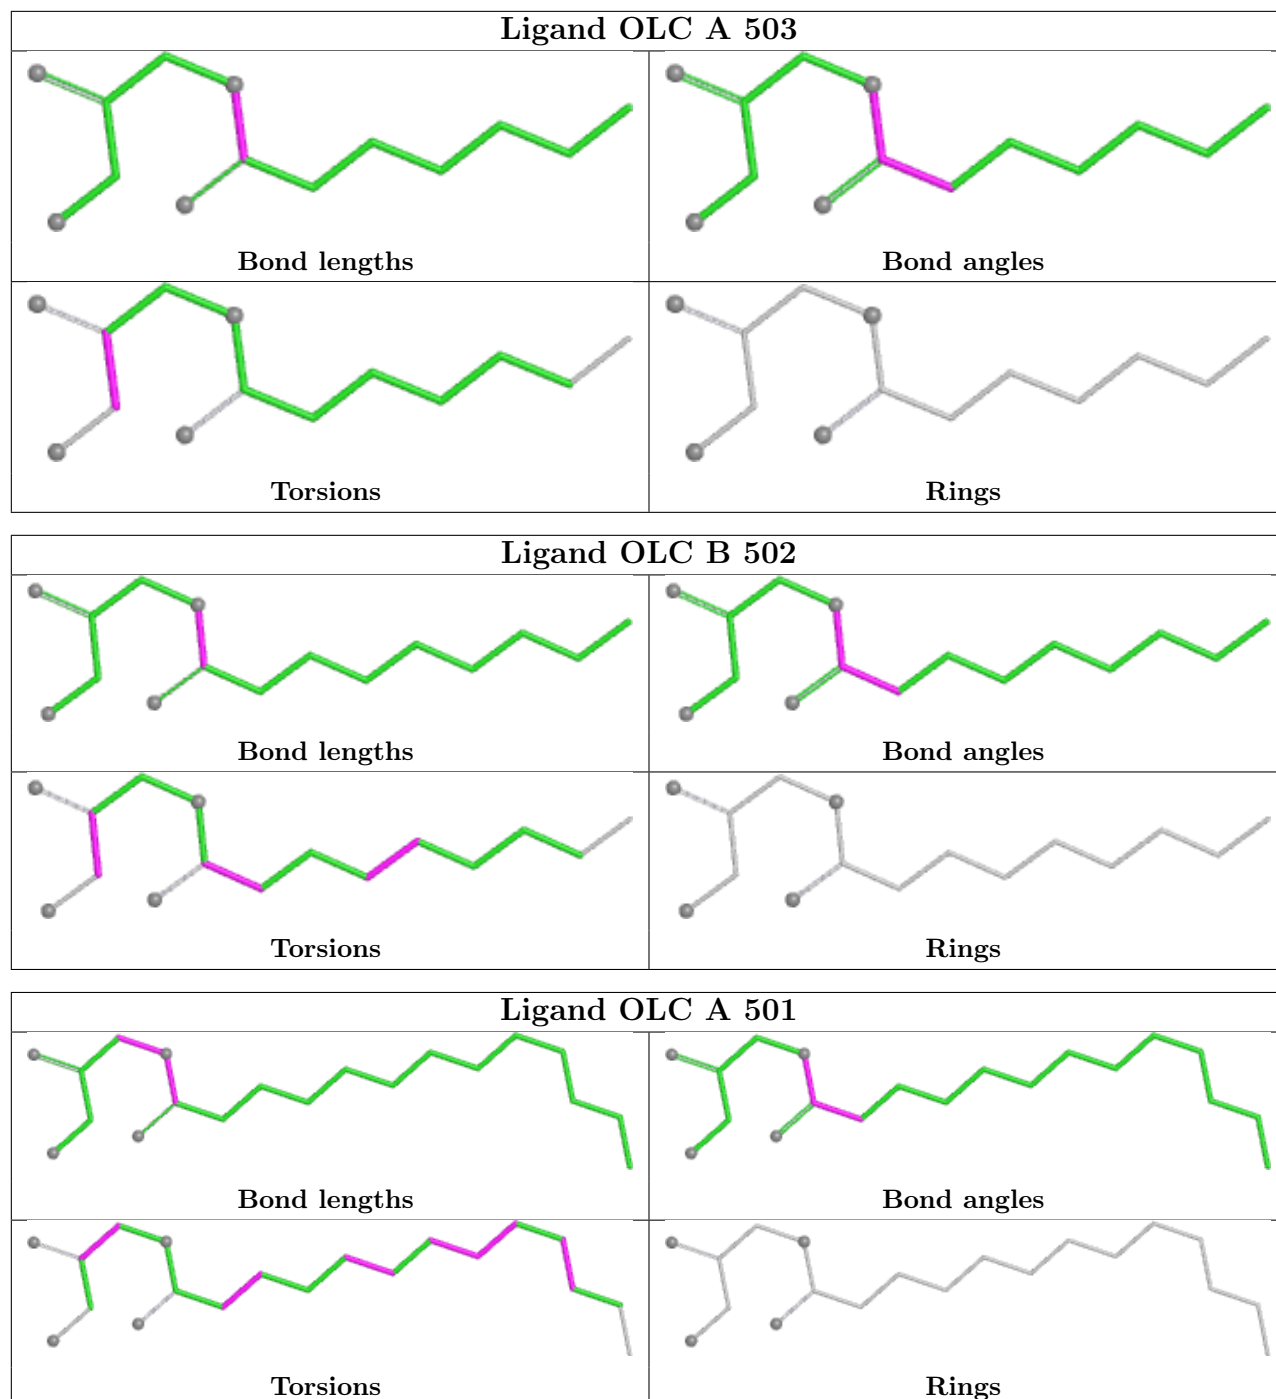 Ligand OLC A 503
Bond lengths
Bond angles
Torsions
Rings
Ligand OLC B 502
Bond lengths
Bond angles
Torsions
Rings
Ligand OLC A 501
Bond lengths
Bond angles
Torsions
Rings